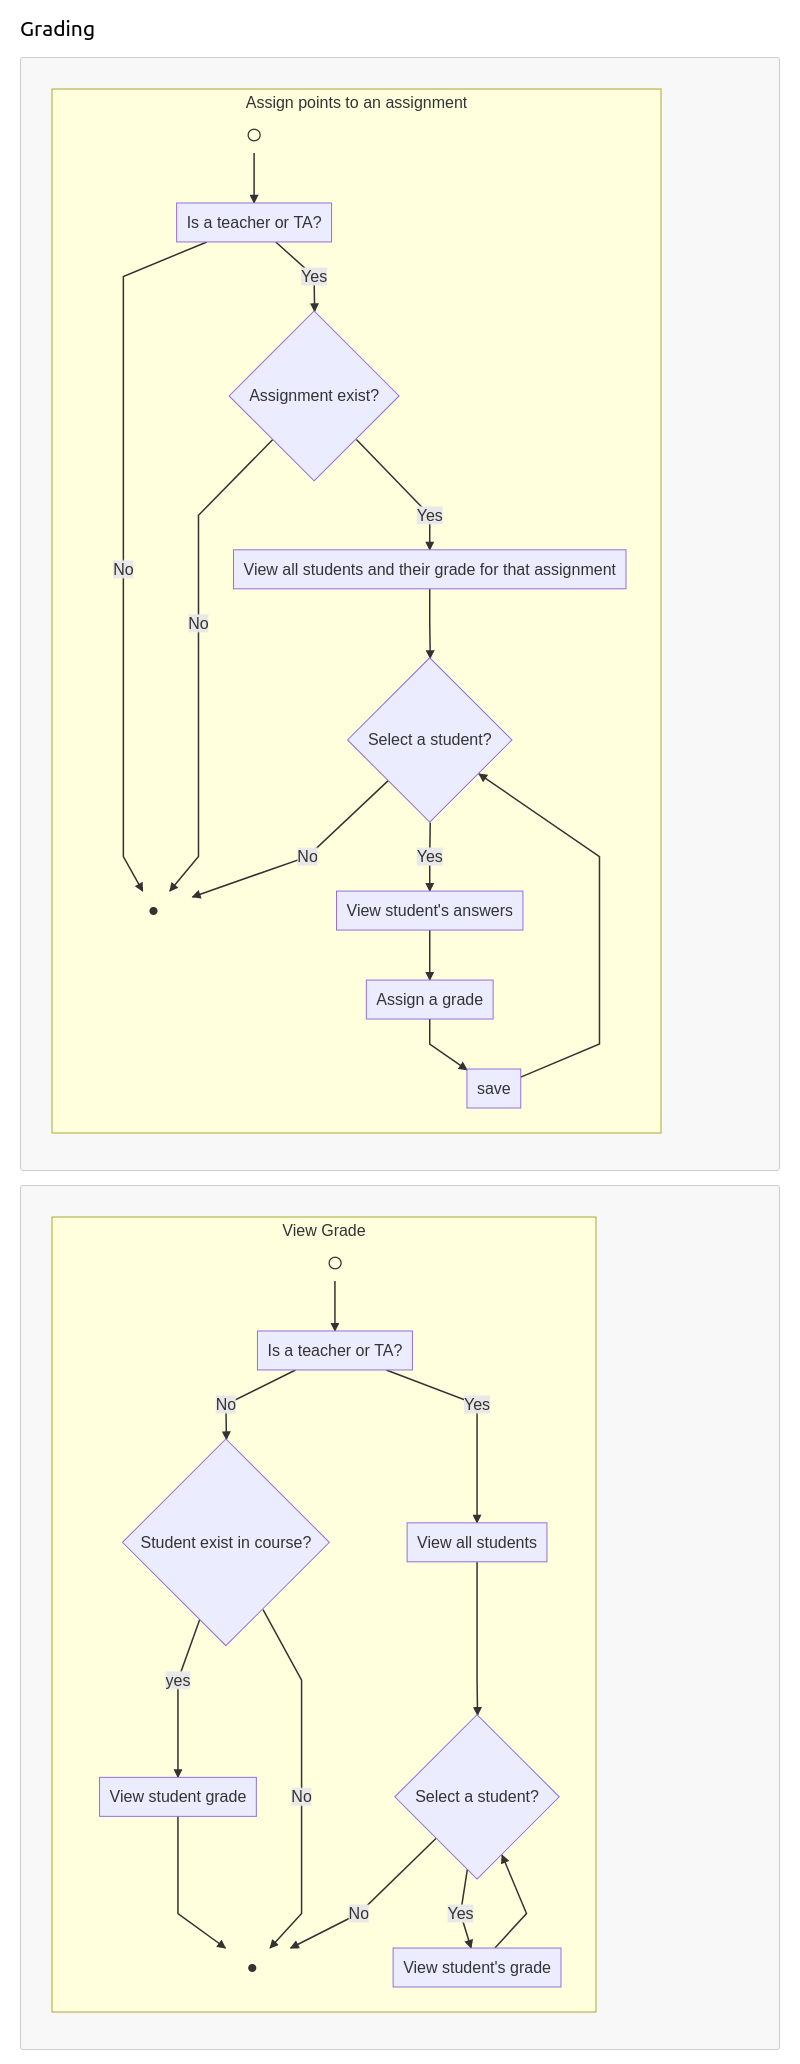 Grading
Assign points to an assignment
Is a teacher or TA?
Yes
Assignment exist?
Yes
No
View all students and their grade for that assignment
No
Select a student?
No
Yes
View student's answers
Assign a grade
save
View Grade
Is a teacher or TA?
No
Yes
Student exist in course?
View all students
yes
View student grade
No
Select a student?
No
Yes
View student's grade